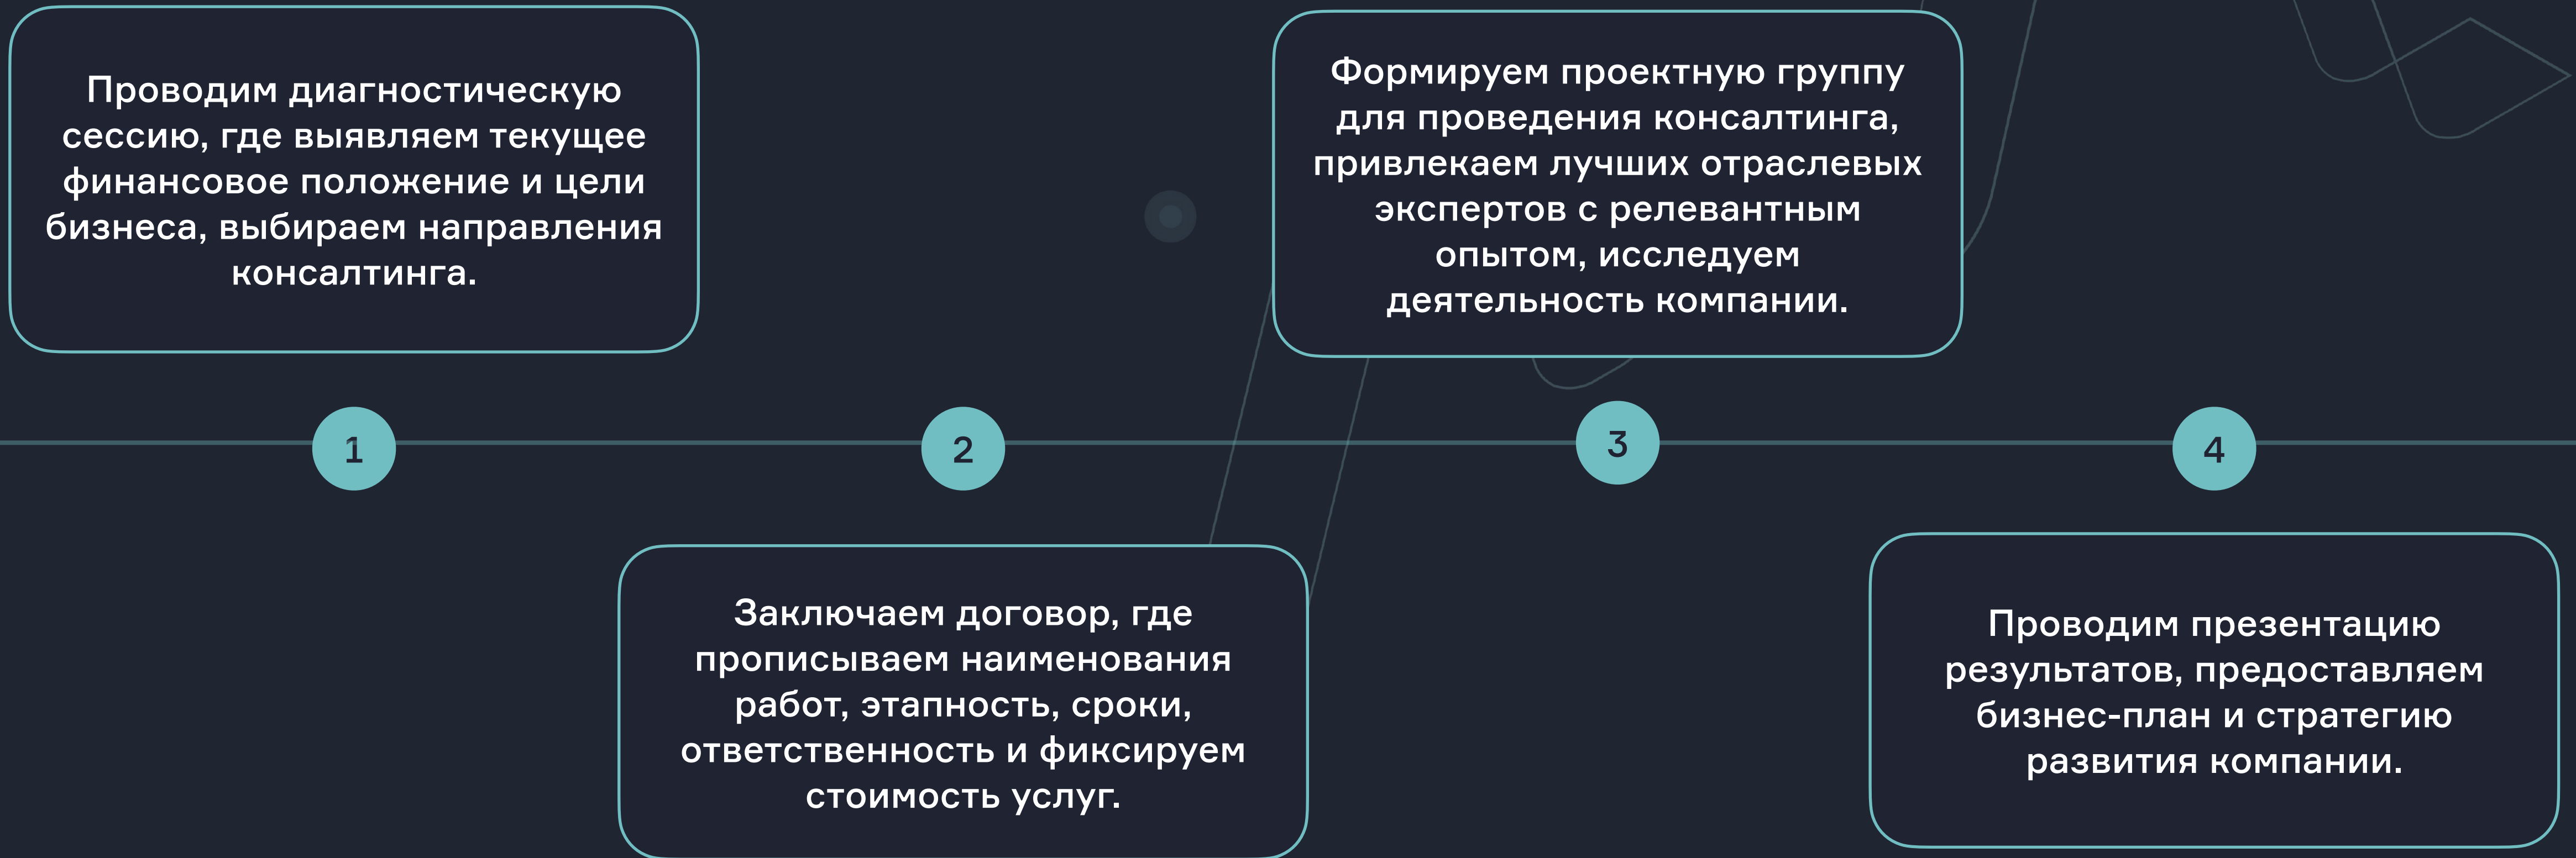 Проводим диагностическую
сессию, где выявляем текущее
финансовое положение и цели
бизнеса, выбираем направления
консалтинга.
1
2
Заключаем договор, где
прописываем наименования
работ, этапность, сроки,
ответственность и фиксируем
стоимость услуг.
Формируем проектную группу
для проведения консалтинга,
привлекаем лучших отраслевых
экспертов с релевантным
опытом, исследуем
деятельность компании.
3
4
Проводим презентацию
результатов, предоставляем
бизнес-план и стратегию
развития компании.